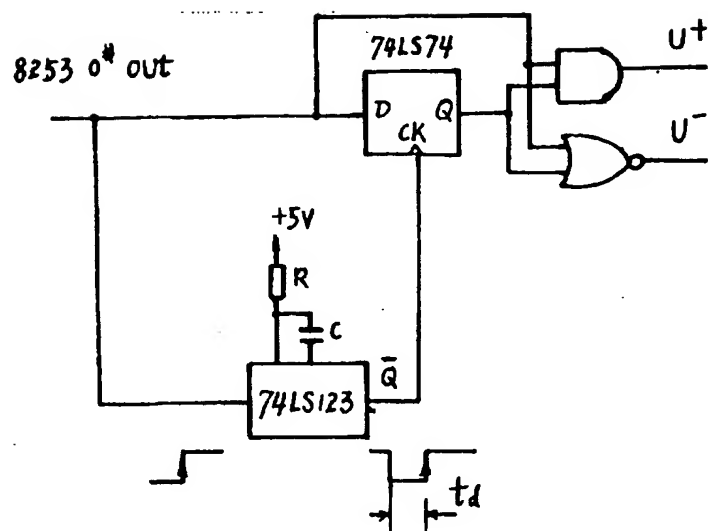 74LS74
U+
8253 0# OUT
D Q
CK
U-
+5V
R
C
Q̄
74LS123
td